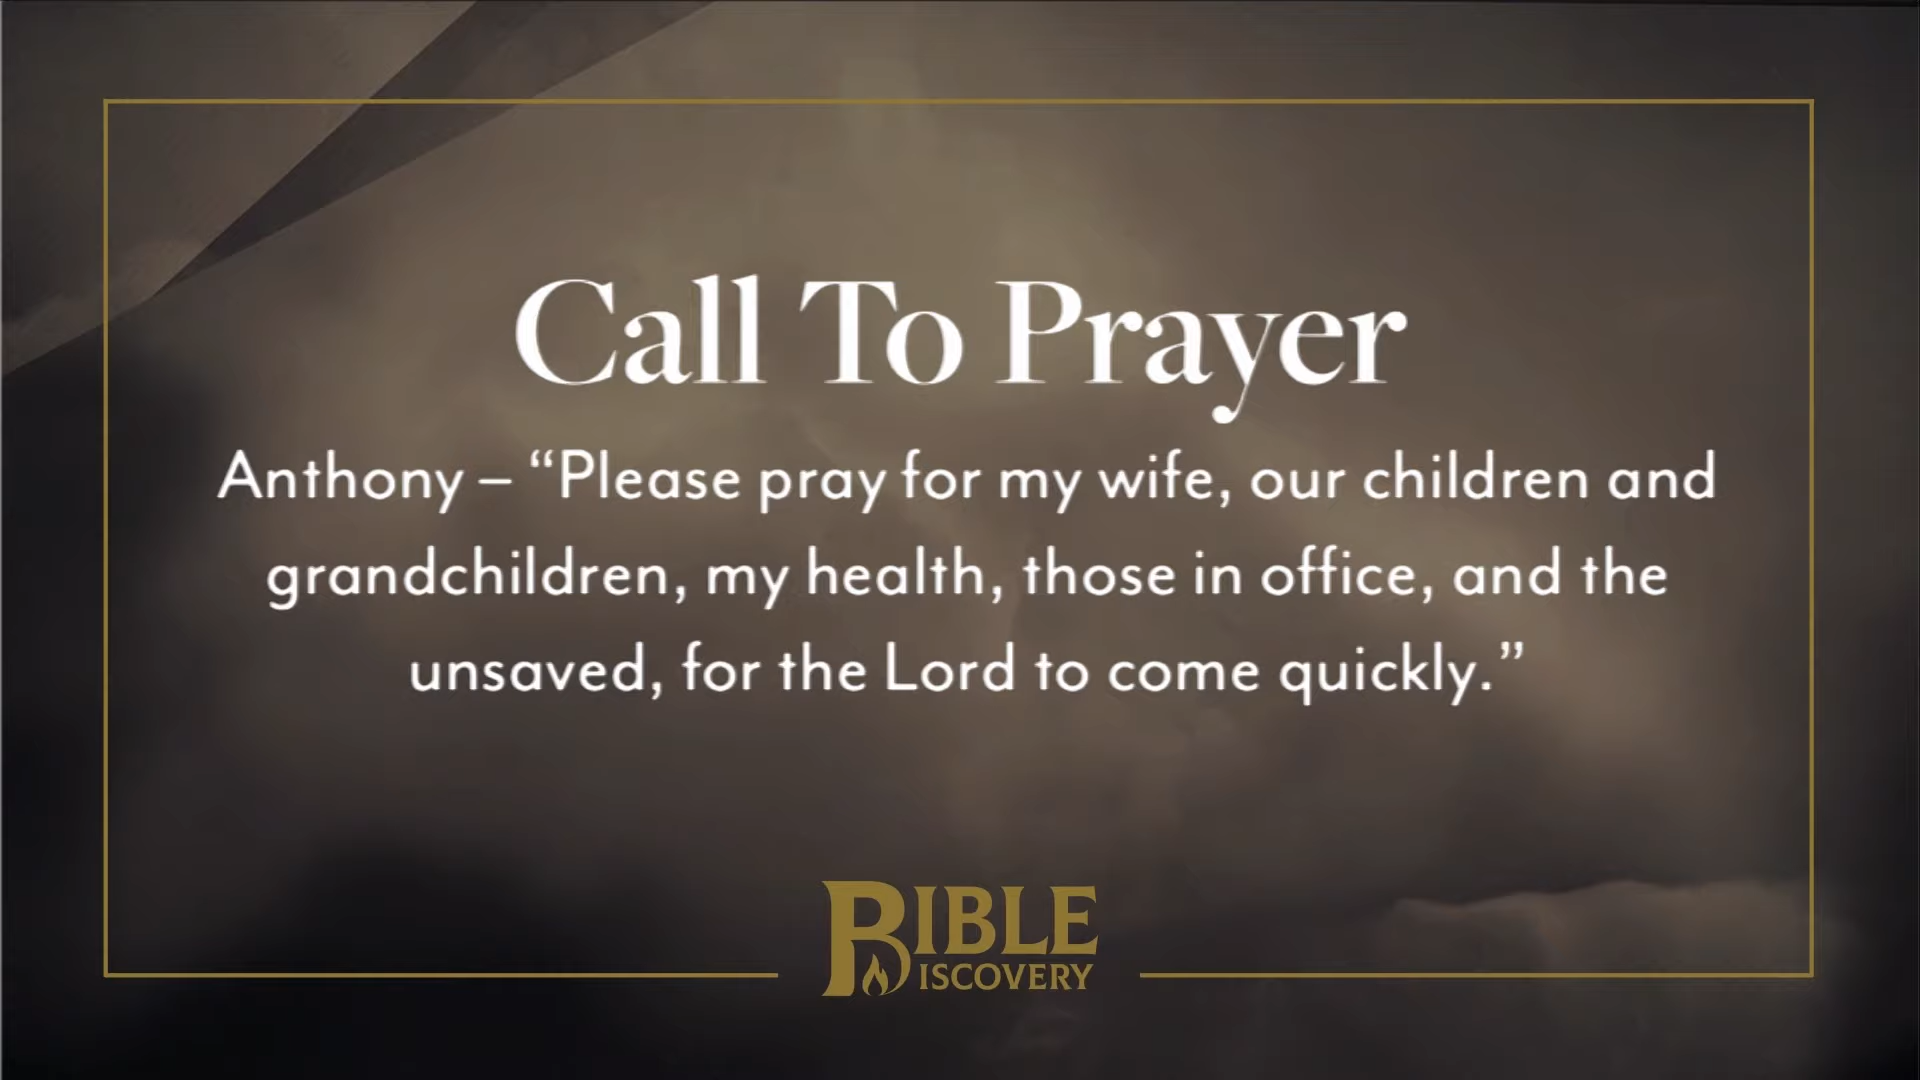 Call To Prayer
Anthony – “Please pray for my wife, our children and
grandchildren, my health, those in office, and the
unsaved, for the Lord to come quickly.”
BIBLE
DISCOVERY